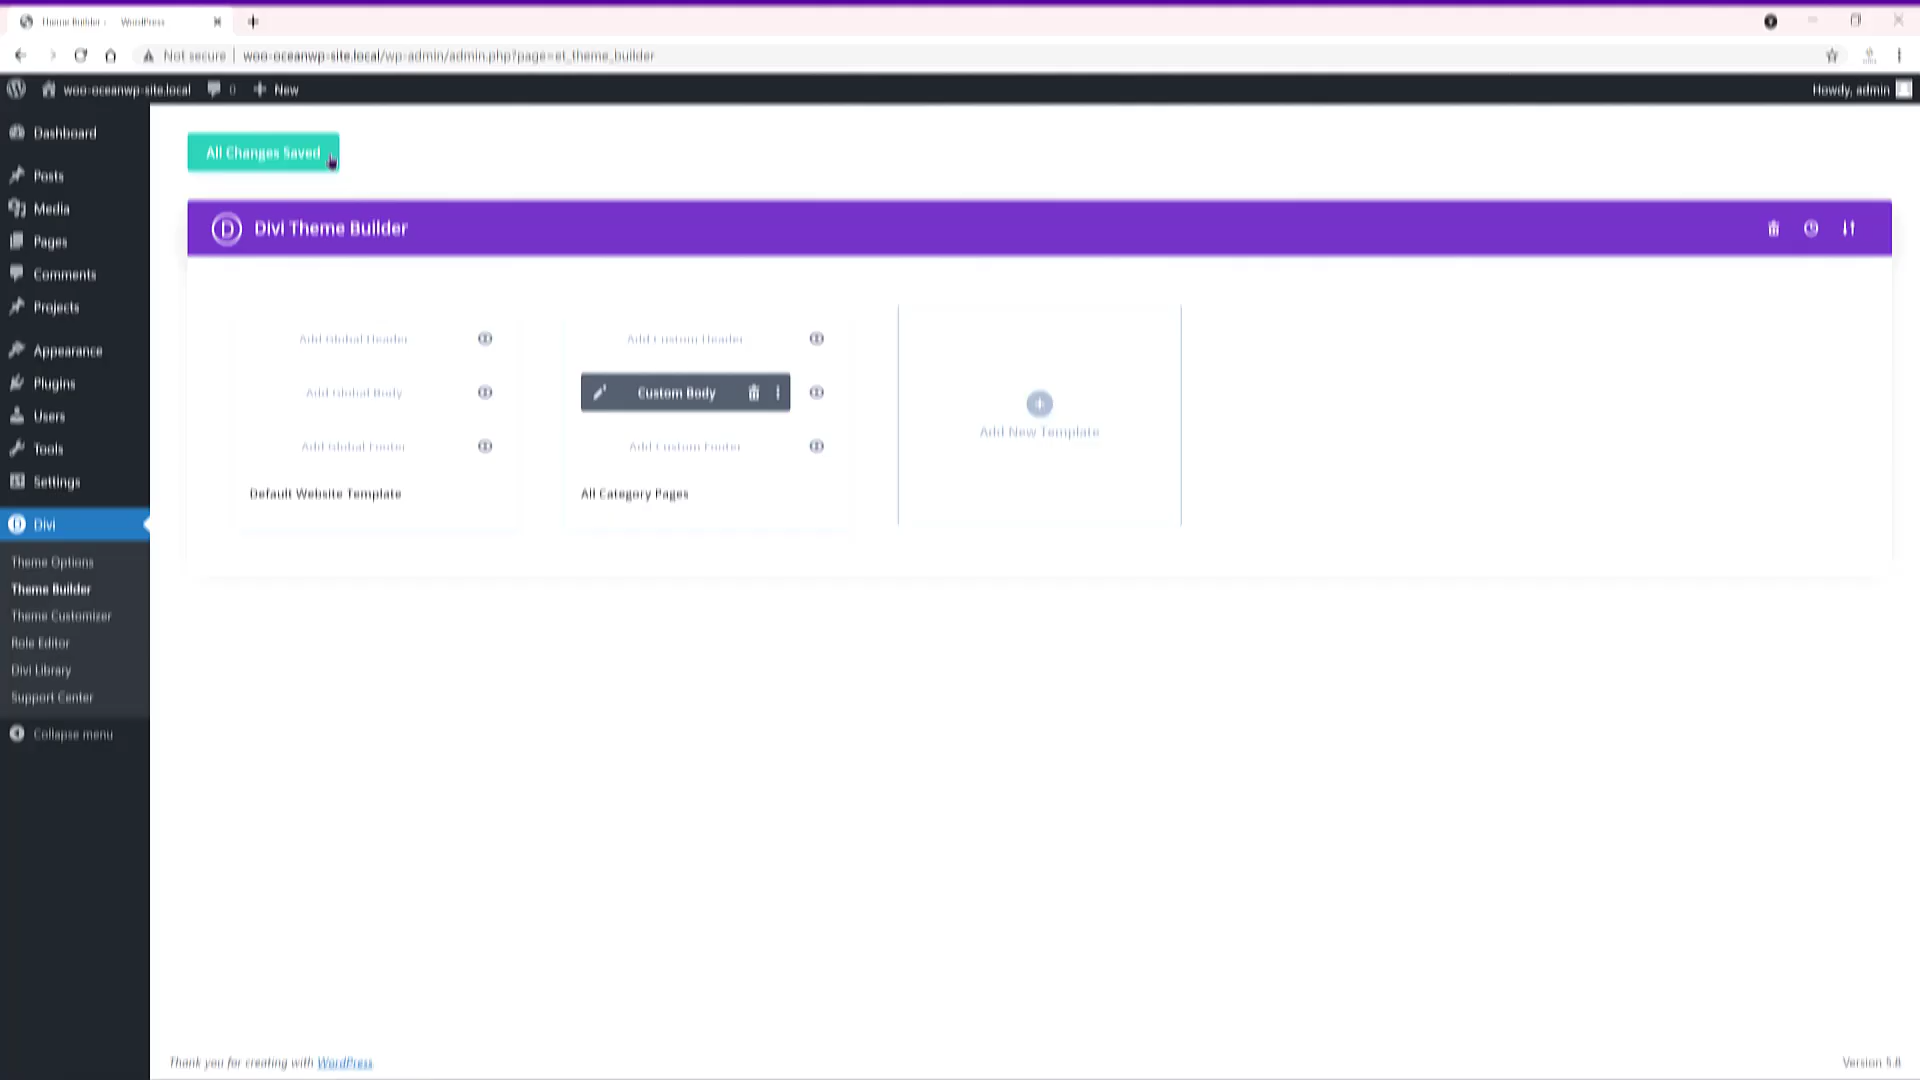 Theme Builder ‹ WordPress
Not secure woo-oceanwp-site.local/wp-admin/admin.php?page=et_theme_builder
woo-oceanwp-site.local 0 New Howdy, admin
Dashboard
Posts
Media
Pages
Comments
Projects
Appearance
Plugins
Users
Tools
Settings
Divi
Theme Options
Theme Builder
Theme Customizer
Role Editor
Divi Library
Support Center
Collapse menu
All Changes Saved
D Divi Theme Builder
Add Global Header
Add Global Body
Add Global Footer
Default Website Template
Add Custom Header
Custom Body
Add Custom Footer
All Category Pages
Add New Template
Thank you for creating with WordPress
Version 5.8